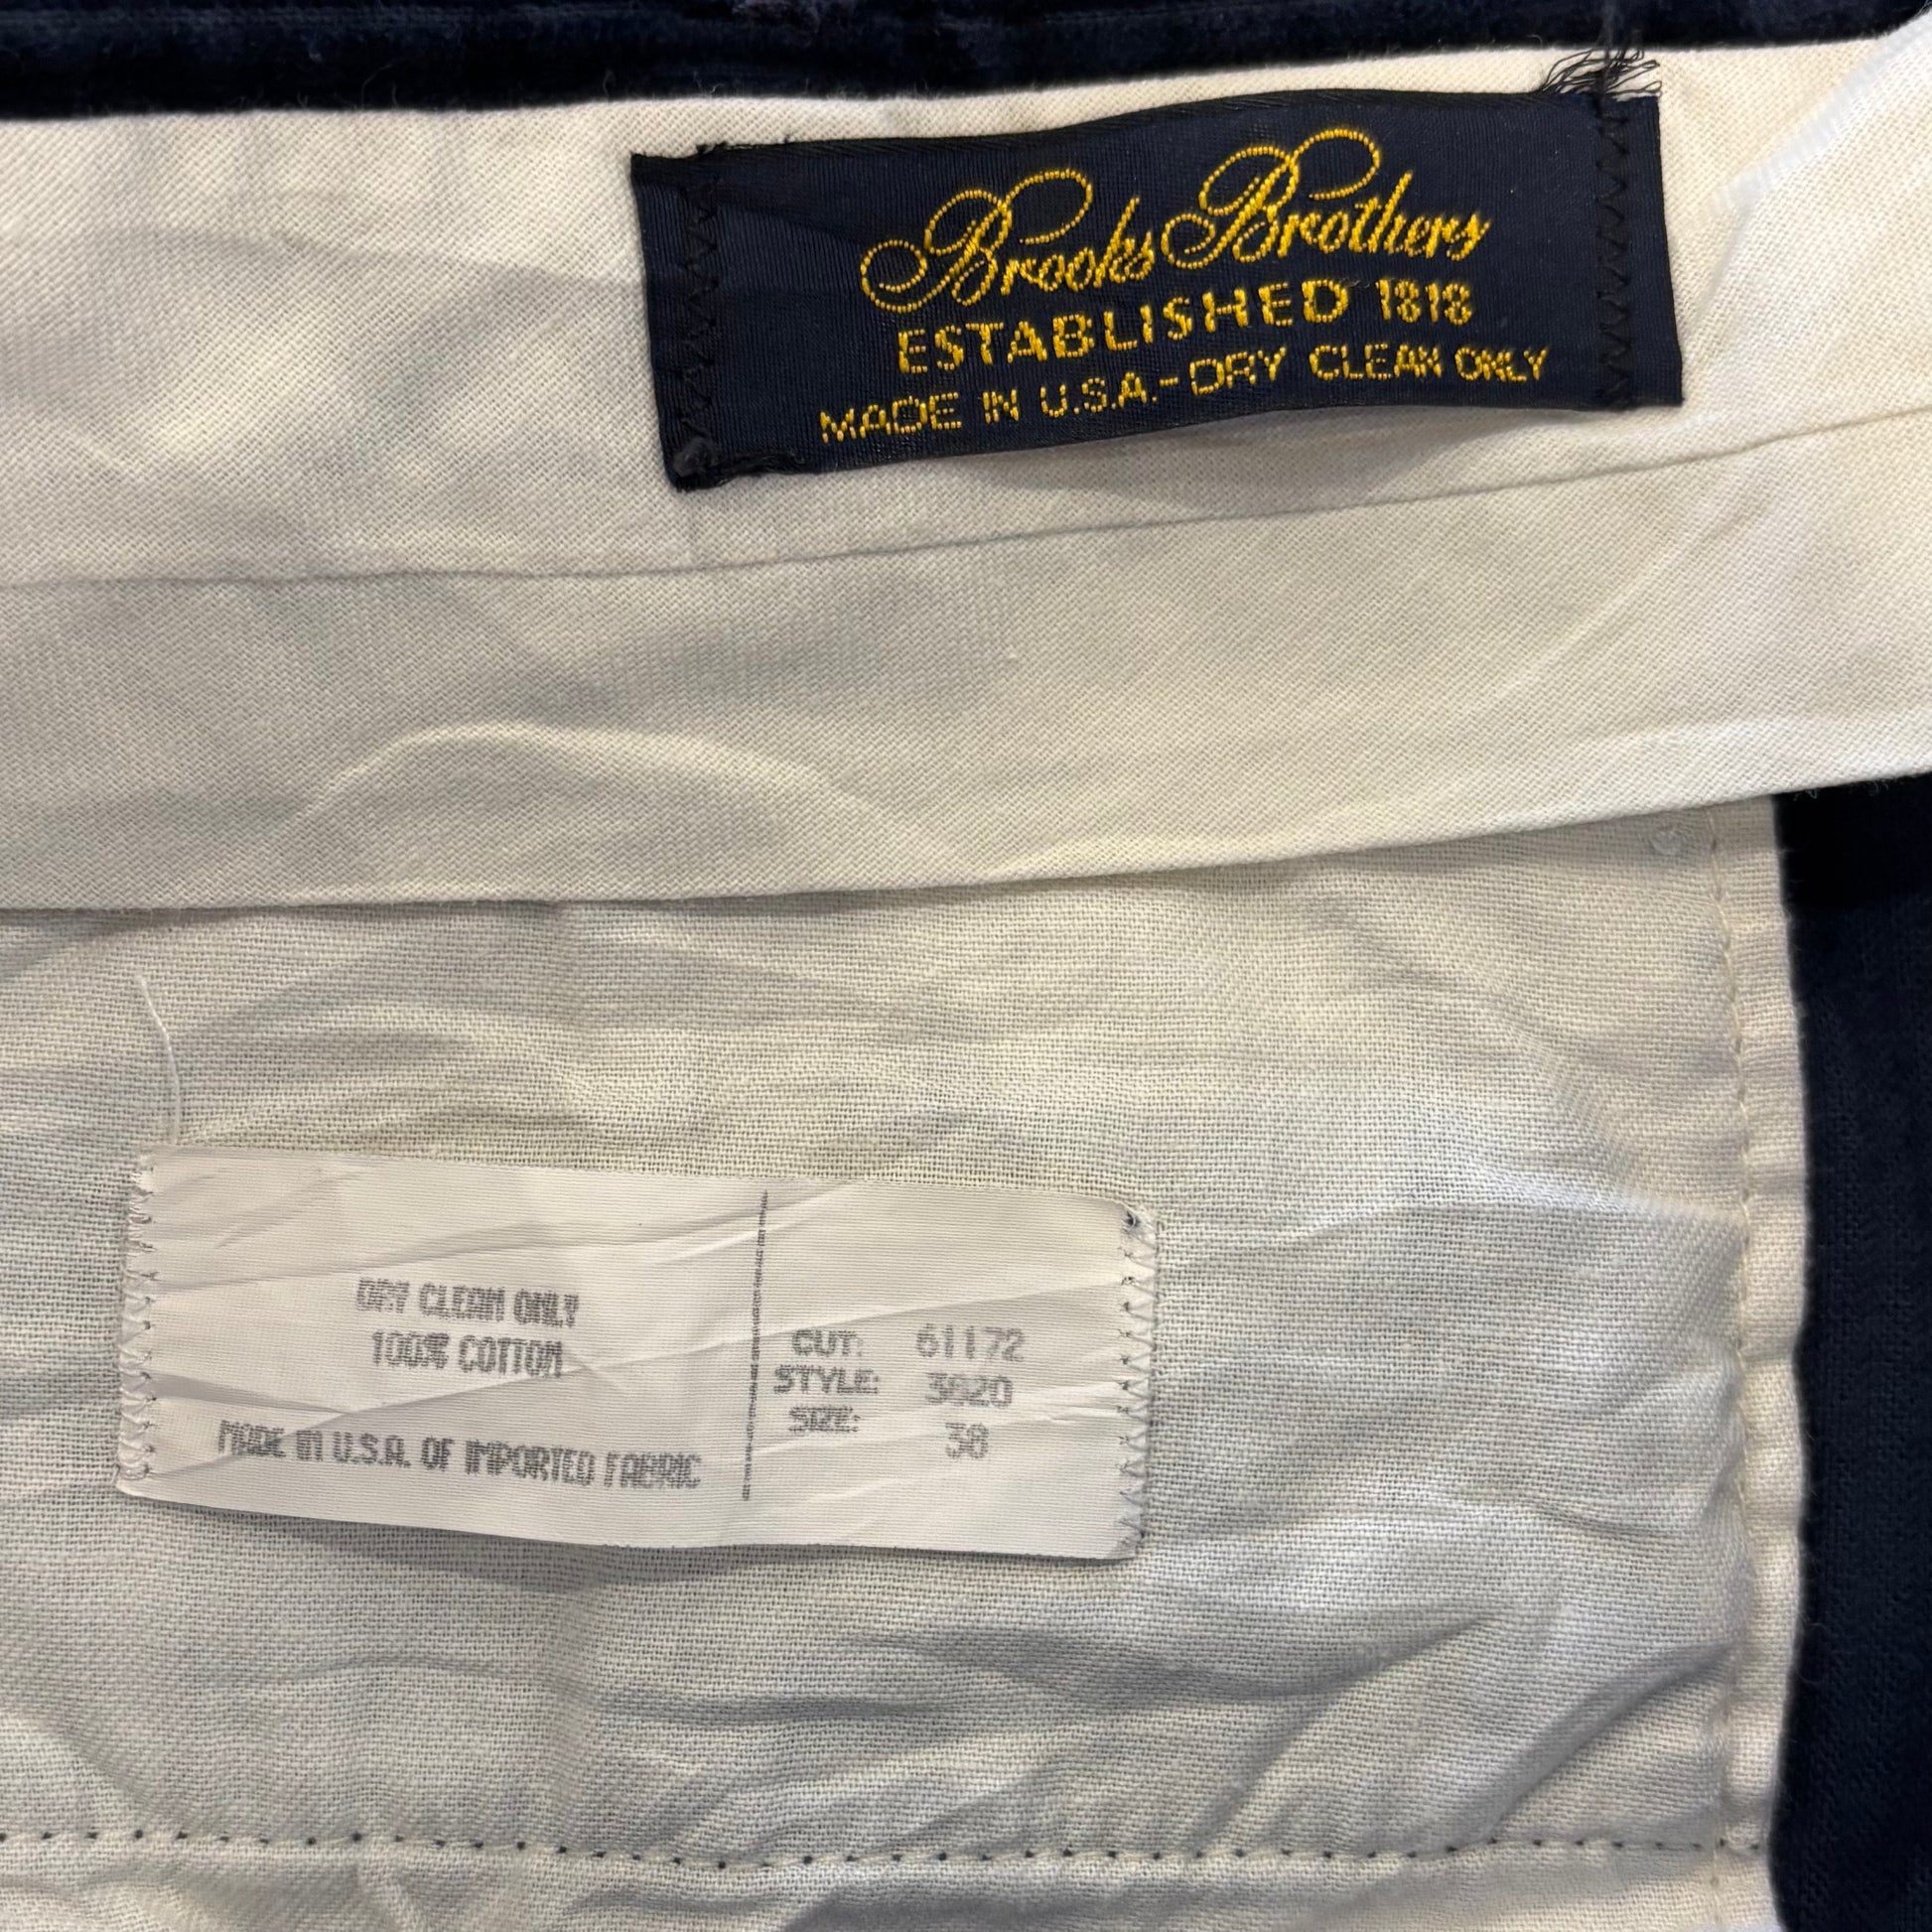 Brooks Brothers
ESTABLISHED 1818
MADE IN U.S.A.-DRY CLEAN ONLY
DRY CLEAN ONLY
100% COTTON
MADE IN U.S.A. OF IMPORTED FABRIC
CUT: 61172
STYLE:
SIZE: 38